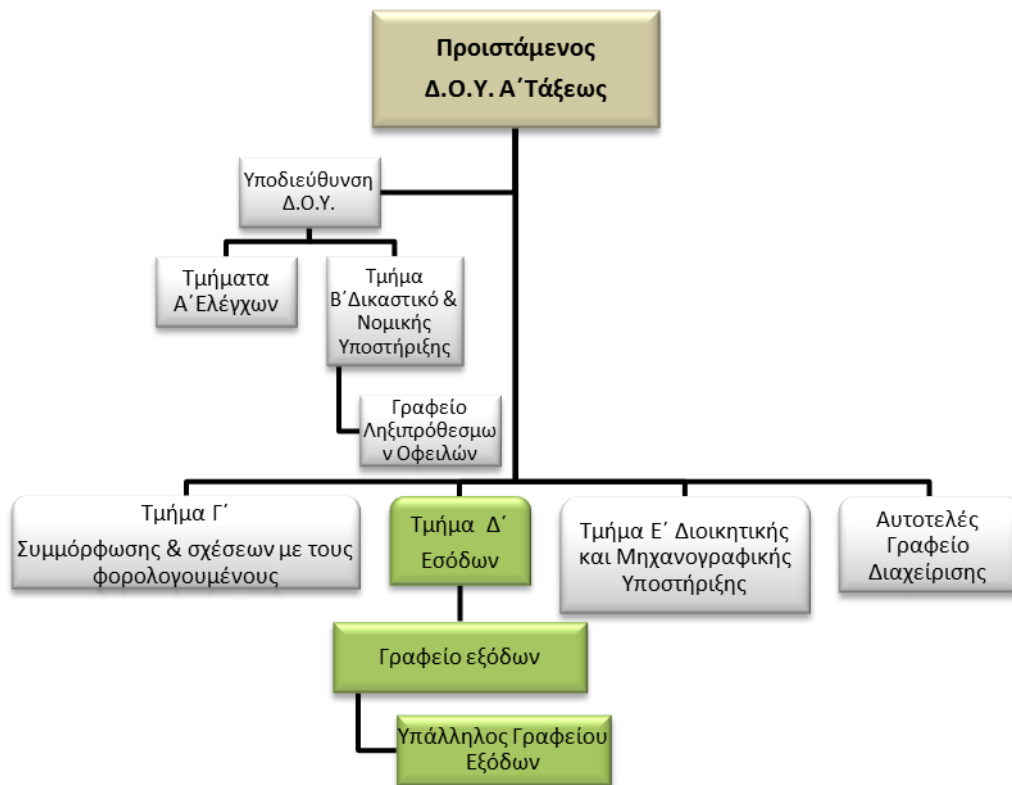 Προιστάμενος
Δ.Ο.Υ. Α΄Τάξεως
Υποδιεύθυνση
Δ.Ο.Υ.
Τμήματα
Α΄Ελέγχων
Τμήμα
Β΄Δικαστικό &
Νομικής
Υποστήριξης
Γραφείο
Ληξιπρόθεσμω
ν Οφειλών
Τμήμα Γ΄
Συμμόρφωσης & σχέσεων με τους
φορολογουμένους
Τμήμα Δ΄
Εσόδων
Τμήμα Ε΄ Διοικητικής
και Μηχανογραφικής
Υποστήριξης
Αυτοτελές
Γραφείο
Διαχείρισης
Γραφείο εξόδων
Υπάλληλος Γραφείου
Εξόδων